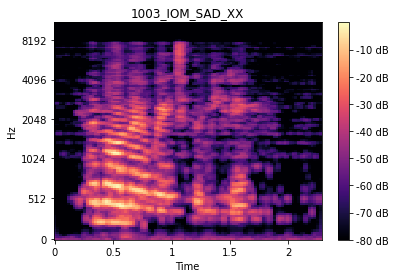 1003_IOM_SAD_XX
8192
4096
2048
1024
512
0
Hz
0
0.5
1
1.5
2
Time
-10 dB
-20 dB
-30 dB
-40 dB
-50 dB
-60 dB
-70 dB
-80 dB